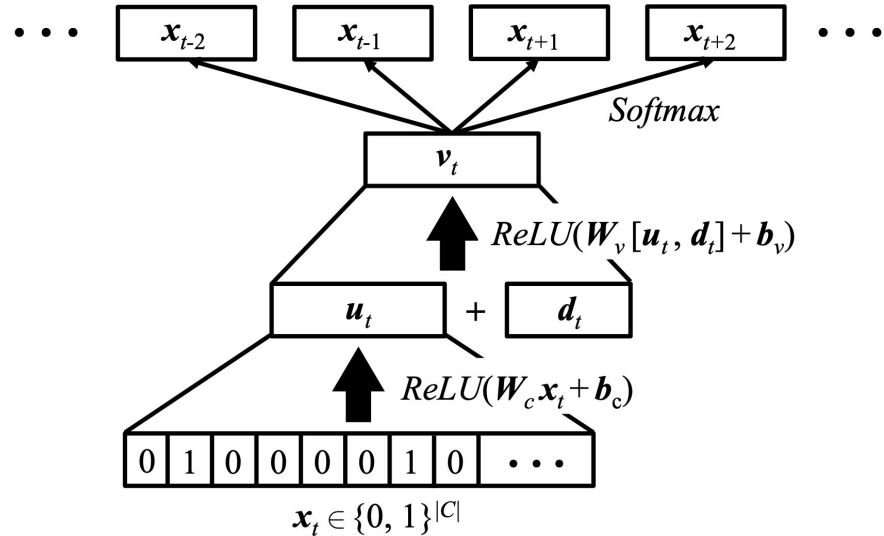 • • • x_{t-2} x_{t-1} x_{t+1} x_{t+2} • • •
Softmax
v_t
ReLU(W_v [u_t, d_t] + b_v)
u_t + d_t
ReLU(W_c x_t + b_c)
0 1 0 0 0 0 1 0 • • •
x_t ∈ {0, 1}^{|C|}